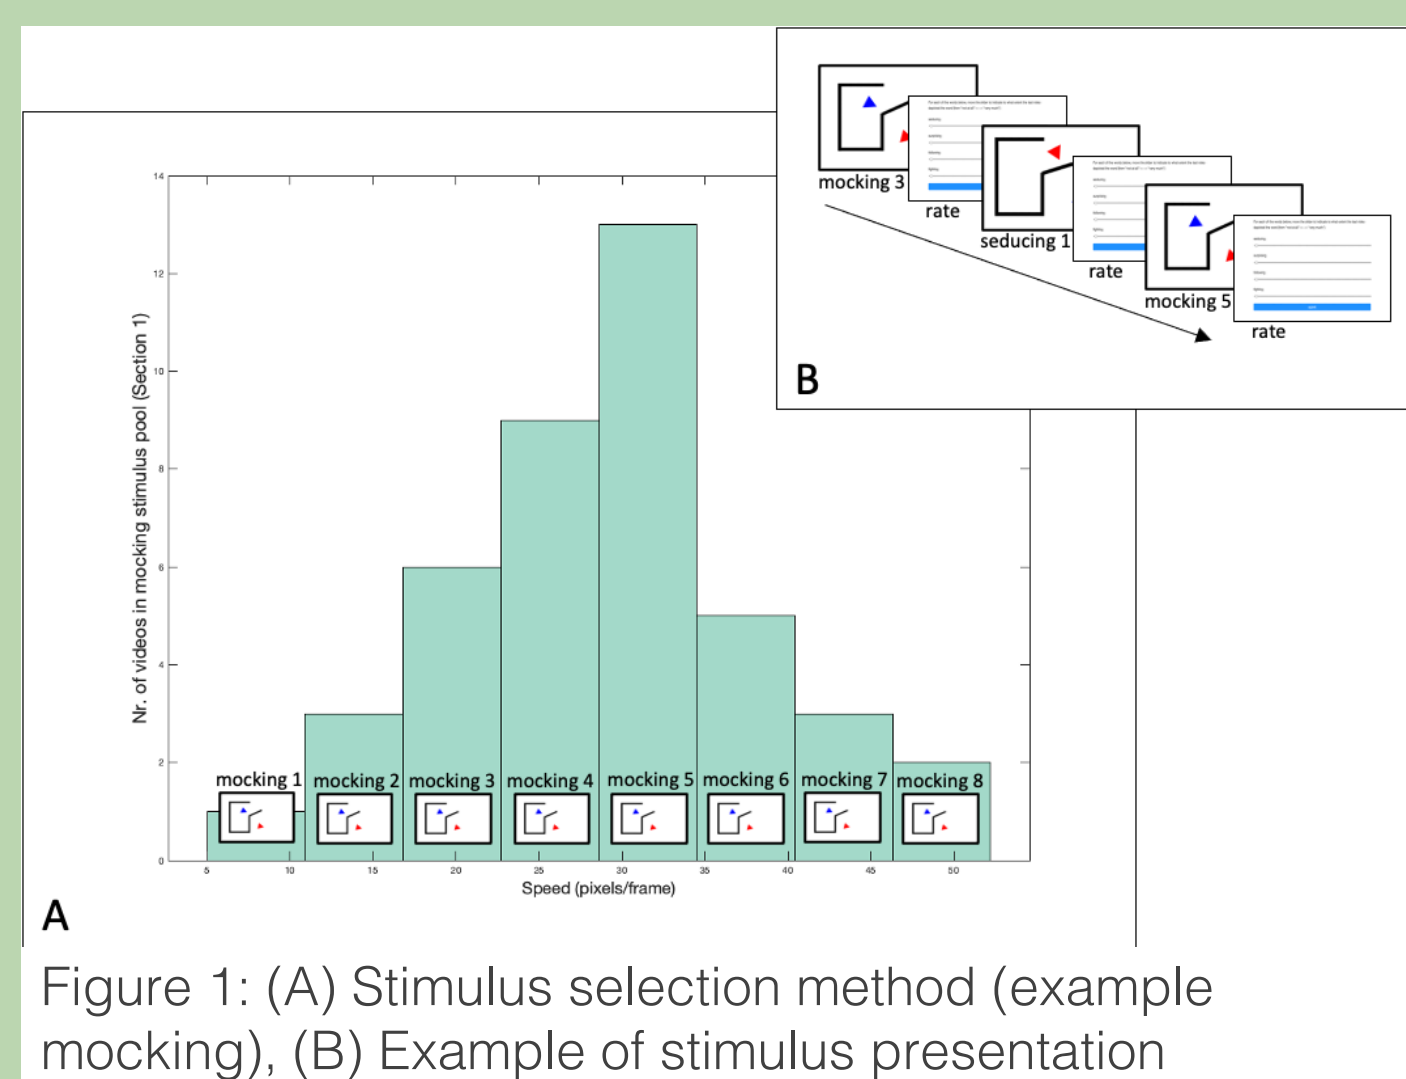 mocking 3
rate
seducing 1
rate
mocking 5
rate
B
14
12
10
8
6
4
2
0
Nr. of videos in mocking stimulus pool (Section 1)
mocking 1
mocking 2
mocking 3
mocking 4
mocking 5
mocking 6
mocking 7
mocking 8
5 10 15 20 25 30 35 40 45 50
Speed (pixels/frame)
A
Figure 1: (A) Stimulus selection method (example
mocking), (B) Example of stimulus presentation